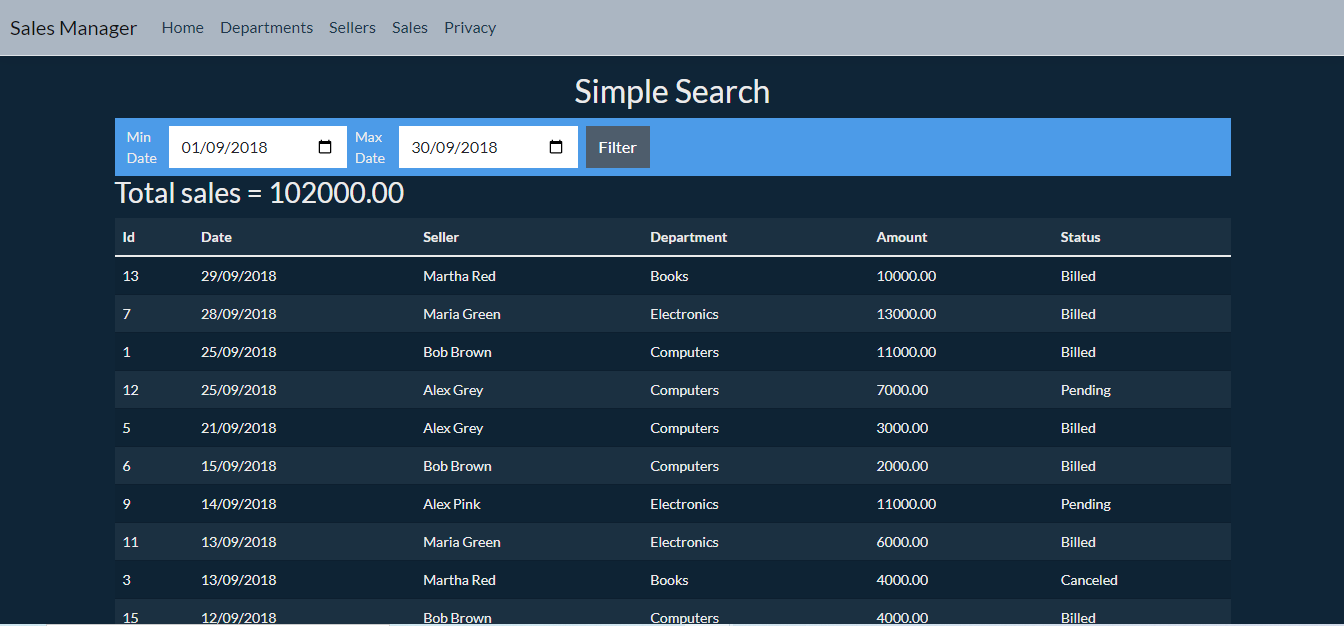 Sales Manager Home Departments Sellers Sales Privacy
Simple Search
Min Date 01/09/2018 Max Date 30/09/2018 Filter
Total sales = 102000.00
Id Date Seller Department Amount Status
13 29/09/2018 Martha Red Books 10000.00 Billed
7 28/09/2018 Maria Green Electronics 13000.00 Billed
1 25/09/2018 Bob Brown Computers 11000.00 Billed
12 25/09/2018 Alex Grey Computers 7000.00 Pending
5 21/09/2018 Alex Grey Computers 3000.00 Billed
6 15/09/2018 Bob Brown Computers 2000.00 Billed
9 14/09/2018 Alex Pink Electronics 11000.00 Pending
11 13/09/2018 Maria Green Electronics 6000.00 Billed
3 13/09/2018 Martha Red Books 4000.00 Canceled
15 12/09/2018 Bob Brown Computers 4000.00 Billed